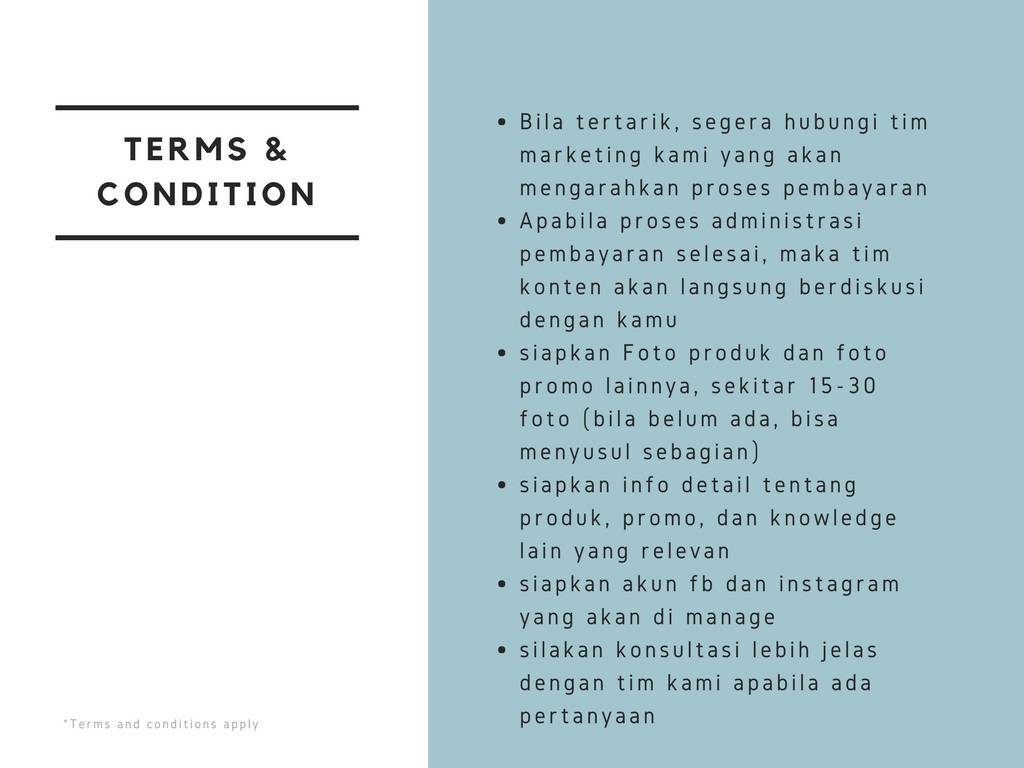 TERMS &
CONDITION
• Bila tertarik, segera hubungi tim
marketing kami yang akan
mengarahkan proses pembayaran
• Apabila proses administrasi
pembayaran selesai, maka tim
konten akan langsung berdiskusi
dengan kamu
• siapkan Foto produk dan foto
promo lainnya, sekitar 15-30
foto (bila belum ada, bisa
menyusul sebagian)
• siapkan info detail tentang
produk, promo, dan knowledge
lain yang relevan
• siapkan akun fb dan instagram
yang akan di manage
• silakan konsultasi lebih jelas
dengan tim kami apabila ada
pertanyaan
*Terms and conditions apply